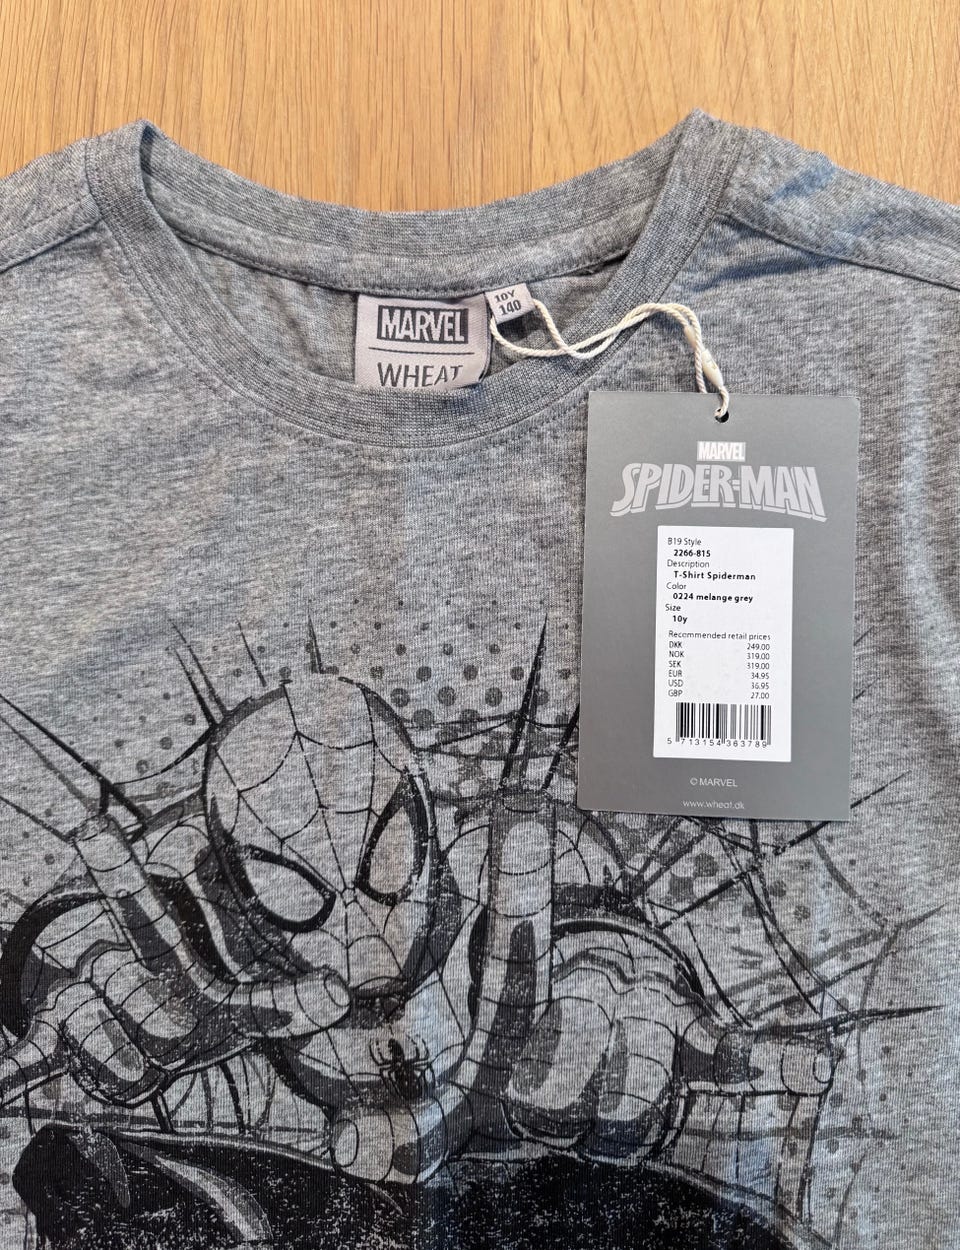 MARVEL
WHEAT
10Y
140
MARVEL
SPIDER-MAN
B19 Style
2266-815
Description
T-Shirt Spiderman
Color
0224 melange grey
Size
10y
Recommended retail prices
DKK 249.00
NOK 319.00
SEK 319.00
EUR 34.95
USD 36.95
GBP 27.00
5 713154 363789
© MARVEL
www.wheat.dk